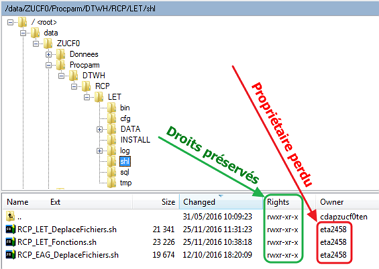 /data/ZUCF0/Procparm/DTWH/RCP/LET/shl
/ <root>
data
ZUCF0
Donnees
Procparm
DTWH
RCP
LET
bin
cfg
DATA
INSTALL
log
shl
sql
tmp
Droits préservés
Propriétaire perdu
Name Ext Size Changed Rights Owner
.. 31/05/2016 10:09:23 rwxr-xr-x cdapzucf0ten
RCP_LET_DeplaceFichiers.sh 21 341 25/11/2016 11:31:23 rwxr-xr-x eta2458
RCP_LET_Fonctions.sh 23 226 25/11/2016 10:38:18 rwxr-xr-x eta2458
RCP_EAG_DeplaceFichiers.sh 19 674 12/10/2016 18:20:09 rwxr-xr-x eta2458